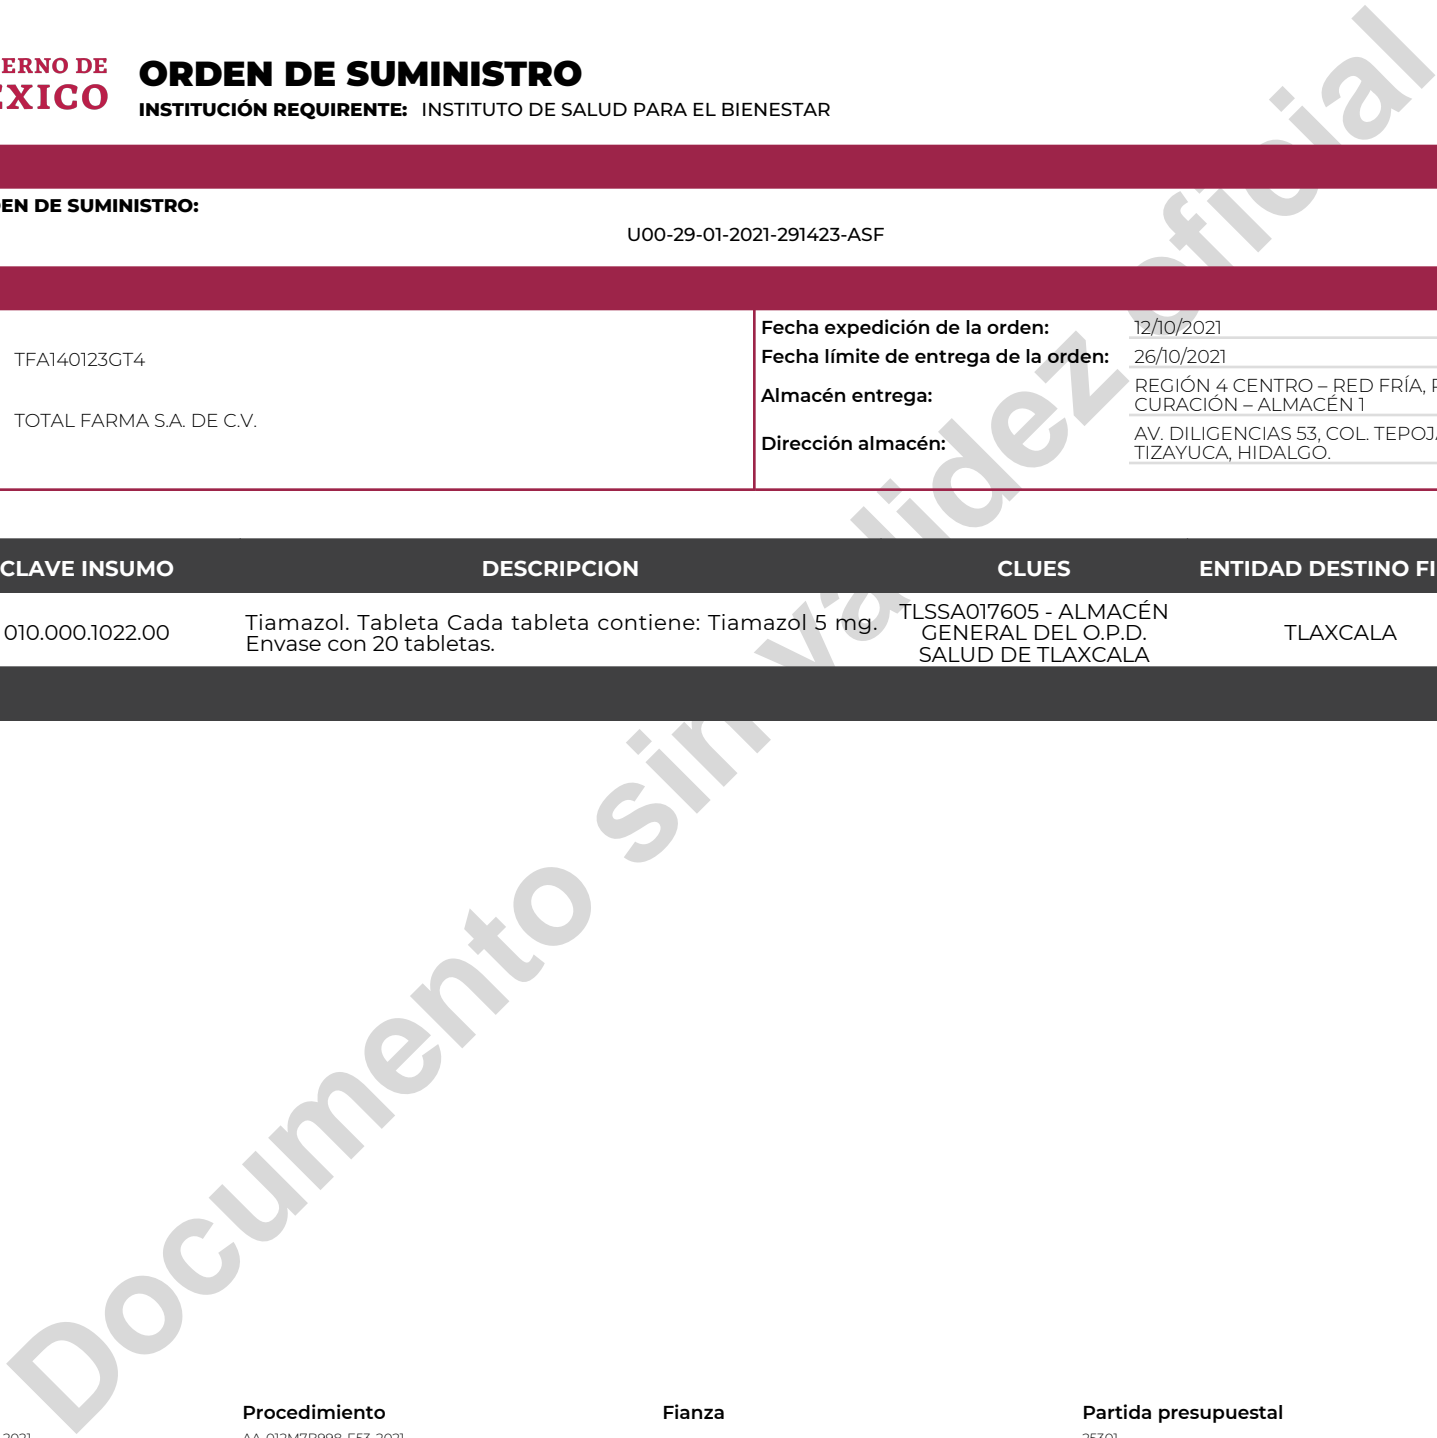 ORDEN DE SUMINISTRO
INSTITUCIÓN REQUIRENTE: INSTITUTO DE SALUD PARA EL BIENESTAR
ERNO DE
EXICO
EN DE SUMINISTRO:
U00-29-01-2021-291423-ASF
TFA140123GT4
TOTAL FARMA S.A. DE C.V.
Fecha expedición de la orden: 12/10/2021
Fecha límite de entrega de la orden: 26/10/2021
Almacén entrega: REGIÓN 4 CENTRO – RED FRÍA,
CURACIÓN – ALMACÉN 1
Dirección almacén: AV. DILIGENCIAS 53, COL. TEPOJ
TIZAYUCA, HIDALGO.
CLAVE INSUMO DESCRIPCION CLUES ENTIDAD DESTINO FI
010.000.1022.00
Tiamazol. Tableta Cada tableta contiene: Tiamazol 5 mg.
Envase con 20 tabletas.
TLSSA017605 - ALMACÉN
GENERAL DEL O.P.D.
SALUD DE TLAXCALA
TLAXCALA
Documento sin validez oficial
Procedimiento Fianza Partida presupuestal